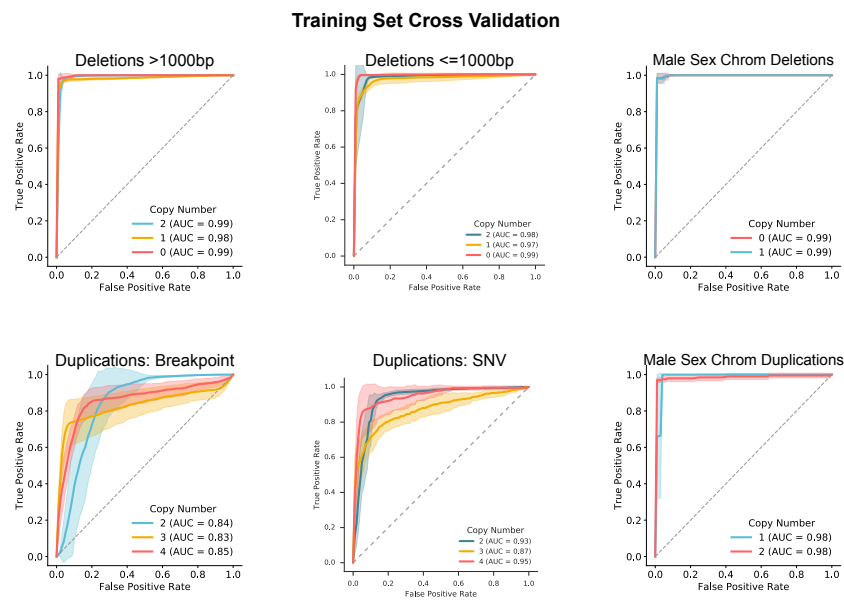 Training Set Cross Validation
Deletions >1000bp
True Positive Rate
1.0
0.8
0.6
0.4
0.2
0.0
Copy Number
2 (AUC = 0.99)
1 (AUC = 0.98)
0 (AUC = 0.99)
0.0 0.2 0.4 0.6 0.8 1.0
False Positive Rate
Deletions <=1000bp
True Positive Rate
1.0
0.8
0.6
0.4
0.2
0.0
Copy Number
2 (AUC = 0.98)
1 (AUC = 0.97)
0 (AUC = 0.99)
0.0 0.2 0.4 0.6 0.8 1.0
False Positive Rate
Male Sex Chrom Deletions
True Positive Rate
1.0
0.8
0.6
0.4
0.2
0.0
Copy Number
0 (AUC = 0.99)
1 (AUC = 0.99)
0.0 0.2 0.4 0.6 0.8 1.0
False Positive Rate
Duplications: Breakpoint
True Positive Rate
1.0
0.8
0.6
0.4
0.2
0.0
Copy Number
2 (AUC = 0.84)
3 (AUC = 0.83)
4 (AUC = 0.85)
0.0 0.2 0.4 0.6 0.8 1.0
False Positive Rate
Duplications: SNV
True Positive Rate
1.0
0.8
0.6
0.4
0.2
0.0
Copy Number
2 (AUC = 0.93)
3 (AUC = 0.87)
4 (AUC = 0.95)
0.0 0.2 0.4 0.6 0.8 1.0
False Positive Rate
Male Sex Chrom Duplications
True Positive Rate
1.0
0.8
0.6
0.4
0.2
0.0
Copy Number
1 (AUC = 0.98)
2 (AUC = 0.98)
0.0 0.2 0.4 0.6 0.8 1.0
False Positive Rate